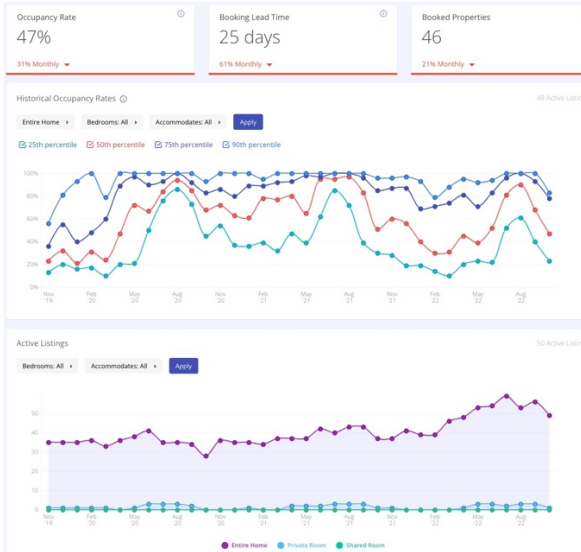 Occupancy Rate
Booking Lead Time
Booked Properties
47%
25 days
46
31% Monthly
61% Monthly
21% Monthly
Historical Occupancy Rates
49 Active Listin
Entire Home
Bedrooms: All
Accommodates: All
Apply
25th percentile
50th percentile
75th percentile
90th percentile
100%
80%
60%
40%
20%
0%
Nov '19
Feb '20
May '20
Aug '20
Nov '20
Feb '21
May '21
Aug '21
Nov '21
Feb '22
May '22
Aug '22
Active Listings
50 Active Listin
Bedrooms: All
Accommodates: All
Apply
50
40
30
20
10
0
Nov '19
Feb '20
May '20
Aug '20
Nov '20
Feb '21
May '21
Aug '21
Nov '21
Feb '22
May '22
Aug '22
Entire Home
Private Room
Shared Room